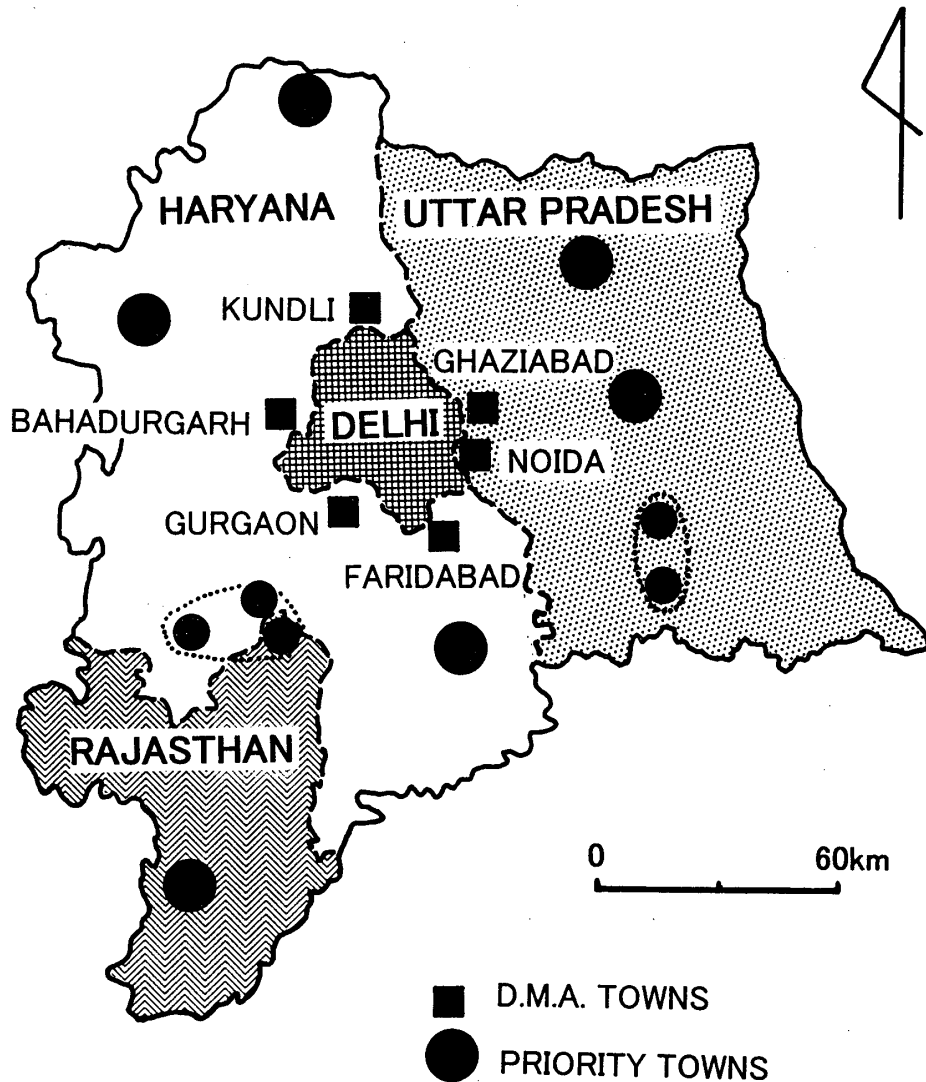 HARYANA
UTTAR PRADESH
KUNDLI
GHAZIABAD
BAHADURGARH
DELHI
NOIDA
GURGAON
FARIDABAD
RAJASTHAN
0 60km
D.M.A. TOWNS
PRIORITY TOWNS